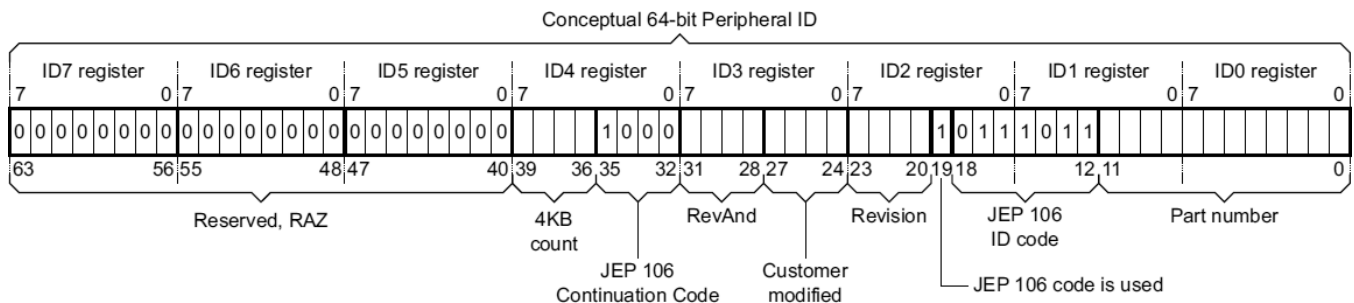 Conceptual 64-bit Peripheral ID
ID7 register ID6 register ID5 register ID4 register ID3 register ID2 register ID1 register ID0 register
7 0 7 0 7 0 7 0 7 0 7 0 7 0 7 0
0 0 0 0 0 0 0 0 0 0 0 0 0 0 0 0 0 0 0 0 0 0 0 0 1 0 0 0 1 0 1 1 1 0 1 1
63 56 55 48 47 40 39 36 35 32 31 28 27 24 23 20 19 18 12 11 0
Reserved, RAZ 4KB count RevAnd Revision JEP 106 ID code Part number
JEP 106 Continuation Code Customer modified JEP 106 code is used